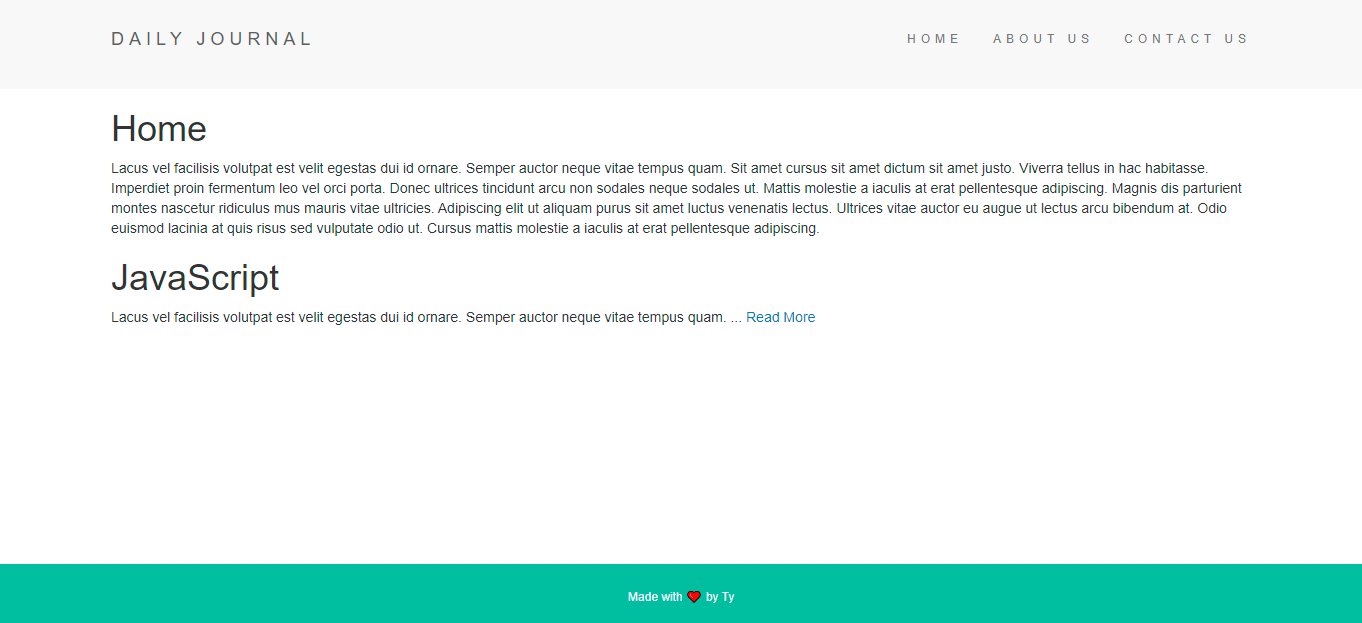 DAILY JOURNAL
HOME ABOUT US CONTACT US
Home
Lacus vel facilisis volutpat est velit egestas dui id ornare. Semper auctor neque vitae tempus quam. Sit amet cursus sit amet dictum sit amet justo. Viverra tellus in hac habitasse.
Imperdiet proin fermentum leo vel orci porta. Donec ultrices tincidunt arcu non sodales neque sodales ut. Mattis molestie a iaculis at erat pellentesque adipiscing. Magnis dis parturient
montes nascetur ridiculus mus mauris vitae ultricies. Adipiscing elit ut aliquam purus sit amet luctus venenatis lectus. Ultrices vitae auctor eu augue ut lectus arcu bibendum at. Odio
euismod lacinia at quis risus sed vulputate odio ut. Cursus mattis molestie a iaculis at erat pellentesque adipiscing.
JavaScript
Lacus vel facilisis volutpat est velit egestas dui id ornare. Semper auctor neque vitae tempus quam. ... Read More
Made with ❤ by Ty